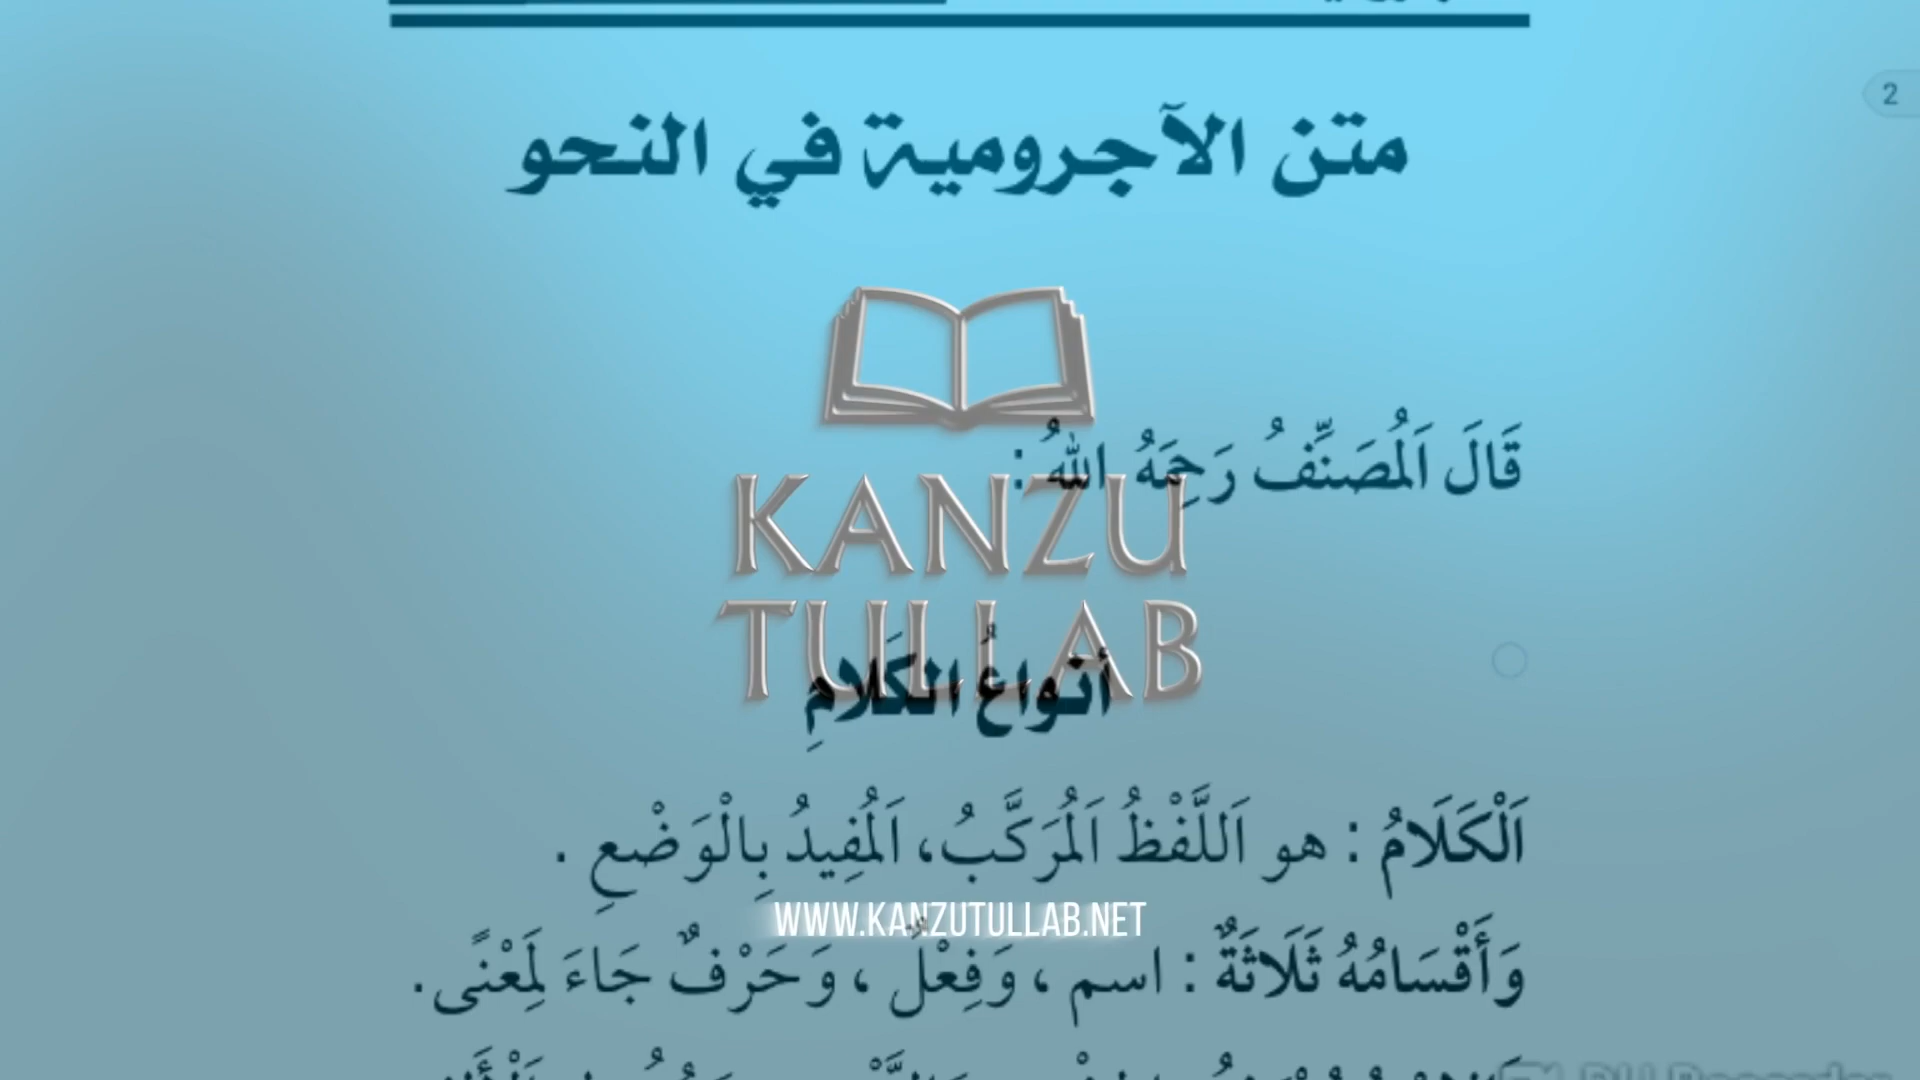 متن الآجرومية في النحو
2
قَالَ اَلْمُصَنِّفُ رَحِمَهُ اللهُ :
KANZU
TULLAB
أنواعُ الكَلامِ
اَلْكَلَامُ : هو اَللَّفْظُ اَلْمُرَكَّبُ، اَلْمُفِيدُ بِالْوَضْعِ .
WWW.KANZUTULLAB.NET
وَأَقْسَامُهُ ثَلَاثَةٌ : اسم ، وَفِعْلٌ ، وَحَرْفٌ جَاءَ لِمَعْنًى.